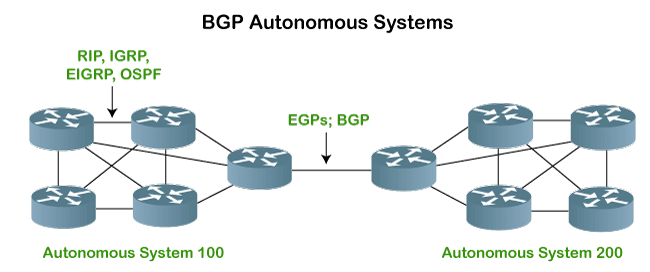 BGP Autonomous Systems
RIP, IGRP,
EIGRP, OSPF
EGPs; BGP
Autonomous System 100
Autonomous System 200